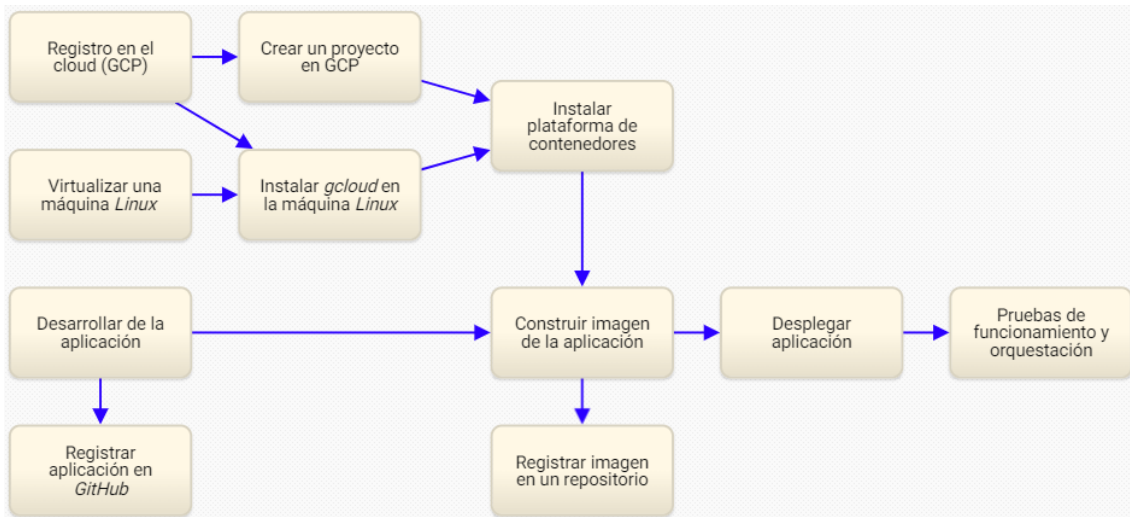 Registro en el
cloud (GCP)
Crear un proyecto
en GCP
Instalar
plataforma de
contenedores
Virtualizar una
máquina Linux
Instalar gcloud en
la máquina Linux
Desarrollar de la
aplicación
Construir imagen
de la aplicación
Desplegar
aplicación
Pruebas de
funcionamiento y
orquestación
Registrar
aplicación en
GitHub
Registrar imagen
en un repositorio